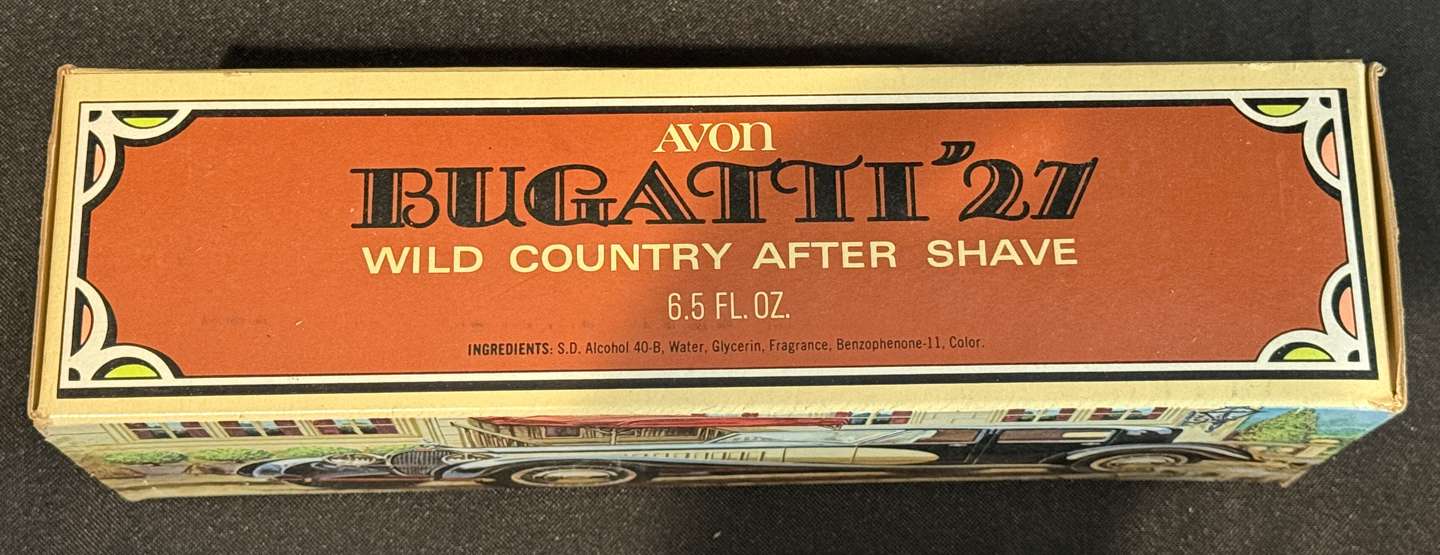 AVON
BUGATTI '27
WILD COUNTRY AFTER SHAVE
6.5 FL. OZ.
INGREDIENTS: S.D. Alcohol 40-B, Water, Glycerin, Fragrance, Benzophenone-11, Color.